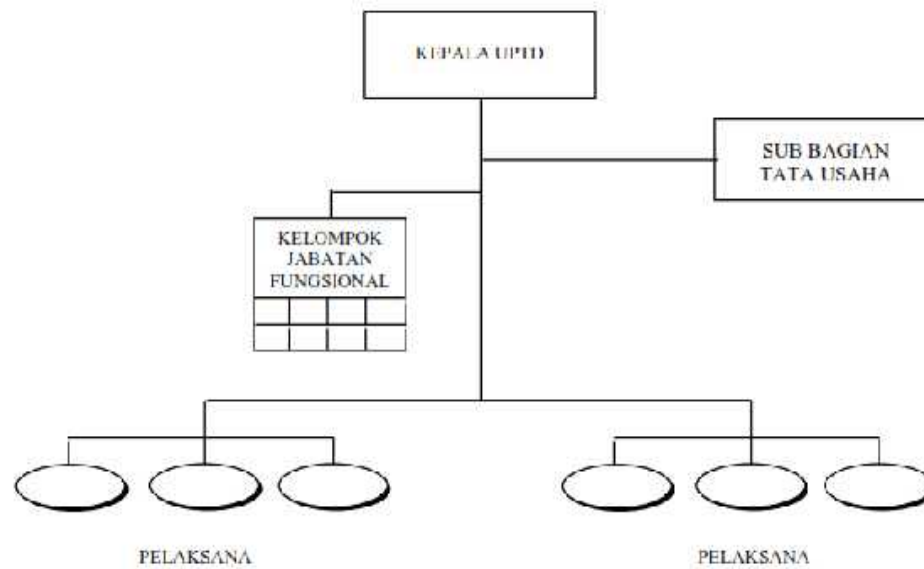 KEPALA UPTD
SUB BAGIAN
TATA USAHA
KELOMPOK
JABATAN
FUNGSIONAL
PELAKSANA
PELAKSANA